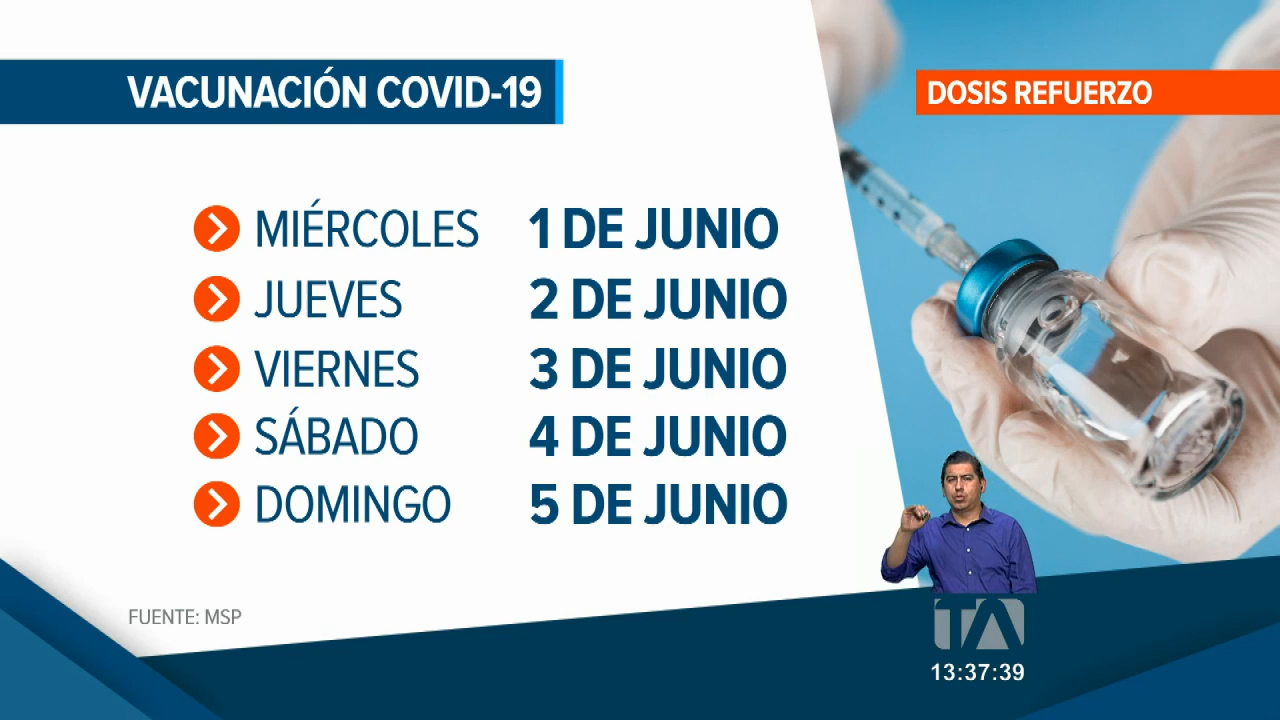 VACUNACIÓN COVID-19
DOSIS REFUERZO
MIÉRCOLES 1 DE JUNIO
JUEVES 2 DE JUNIO
VIERNES 3 DE JUNIO
SÁBADO 4 DE JUNIO
DOMINGO 5 DE JUNIO
FUENTE: MSP
TA
13:37:39